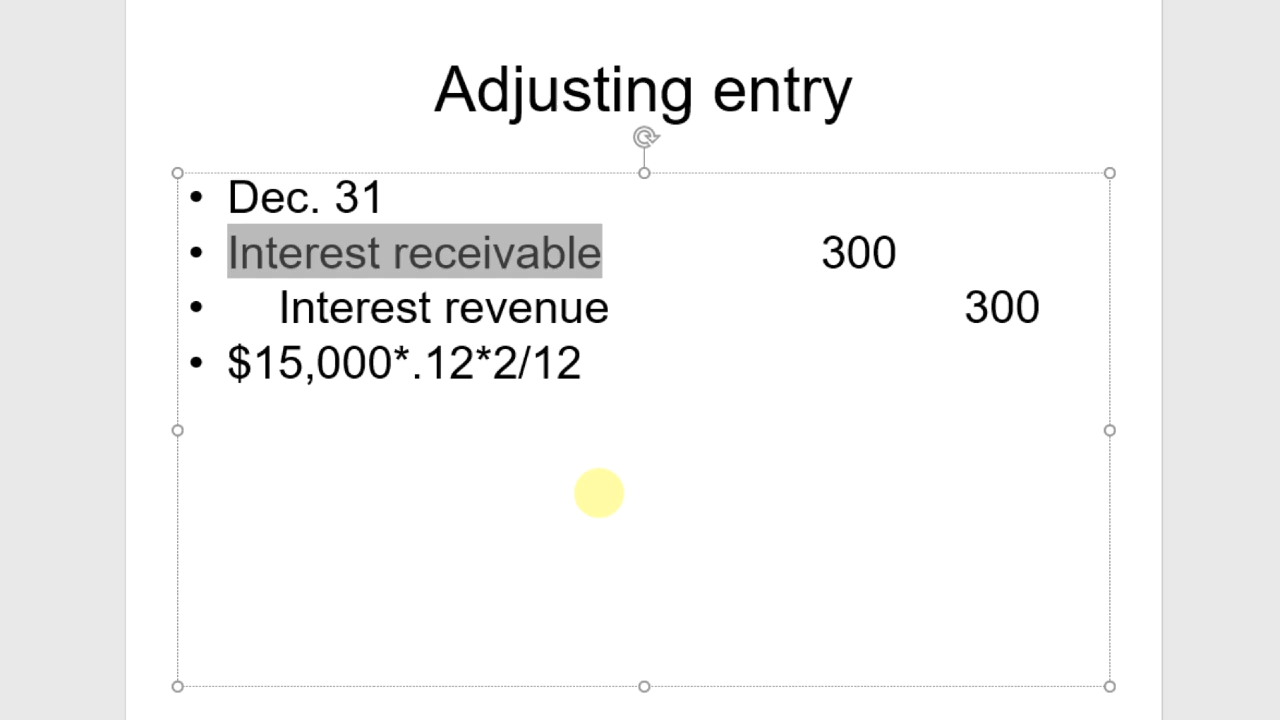 Adjusting entry
• Dec. 31
• Interest receivable 300
• Interest revenue 300
• $15,000*.12*2/12